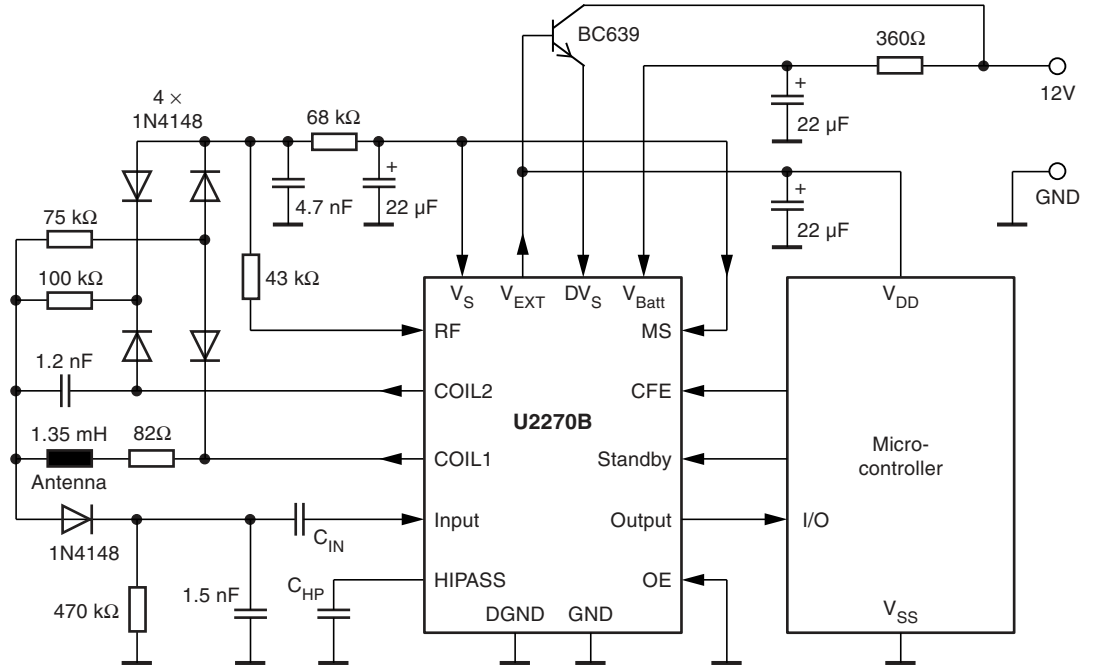 BC639
360Ω
12V
22 µF
GND
22 µF
4 ×
1N4148
68 kΩ
4.7 nF
22 µF
75 kΩ
100 kΩ
43 kΩ
1.2 nF
1.35 mH
82Ω
Antenna
1N4148
470 kΩ
1.5 nF
C_IN
C_HP
V_S
V_EXT
DV_S
V_Batt
RF
MS
COIL2
CFE
U2270B
COIL1
Standby
Input
Output
HIPASS
OE
DGND
GND
V_DD
Micro-
controller
I/O
V_SS
+
+
+